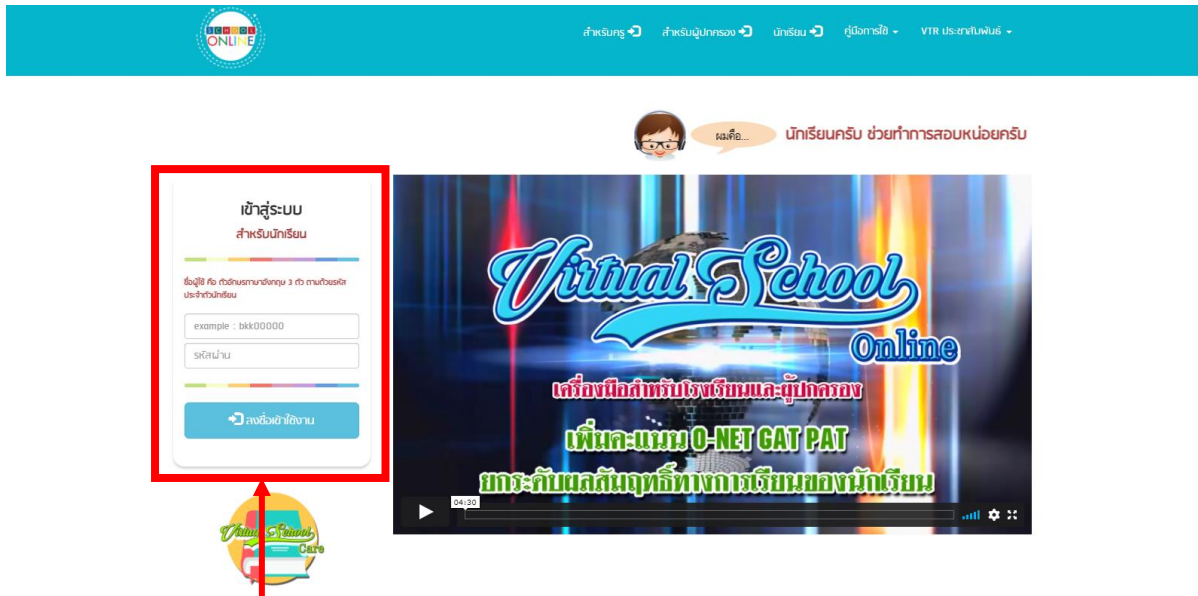 SCHOOL
ONLINE
สำหรับครู
สำหรับผู้ปกครอง
นักเรียน
คู่มือการใช้
VTR ประชาสัมพันธ์
ผมคือ...
นักเรียนครับ ช่วยทำการสอบหน่อยครับ
เข้าสู่ระบบ
สำหรับนักเรียน
ชื่อผู้ใช้ คือ ตัวอักษรภาษาอังกฤษ 3 ตัว ตามด้วยรหัส
ประจำตัวนักเรียน
example : bkk00000
รหัสผ่าน
ลงชื่อเข้าใช้งาน
Virtual School
Online
เครื่องมือสำหรับโรงเรียนและผู้ปกครอง
เพิ่มคะแนน O-NET GAT PAT
ยกระดับผลสัมฤทธิ์ทางการเรียนของนักเรียน
04:30
Virtual School
Care